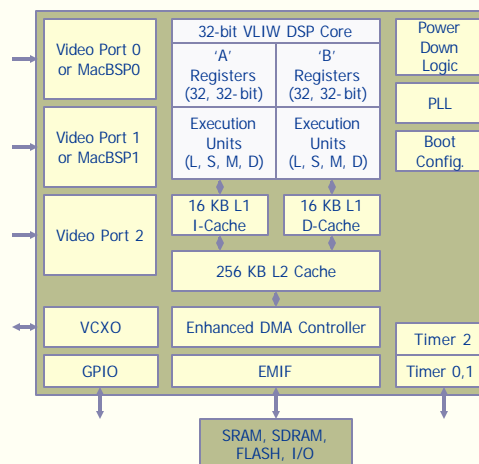 Video Port 0
or MacBSP0
Video Port 1
or MacBSP1
Video Port 2
VCXO
GPIO
32-bit VLIW DSP Core
‘A’
Registers
(32, 32-bit)
‘B’
Registers
(32, 32-bit)
Execution
Units
(L, S, M, D)
Execution
Units
(L, S, M, D)
16 KB L1
I-Cache
16 KB L1
D-Cache
256 KB L2 Cache
Enhanced DMA Controller
EMIF
SRAM, SDRAM,
FLASH, I/O
Power
Down
Logic
PLL
Boot
Config.
Timer 2
Timer 0,1